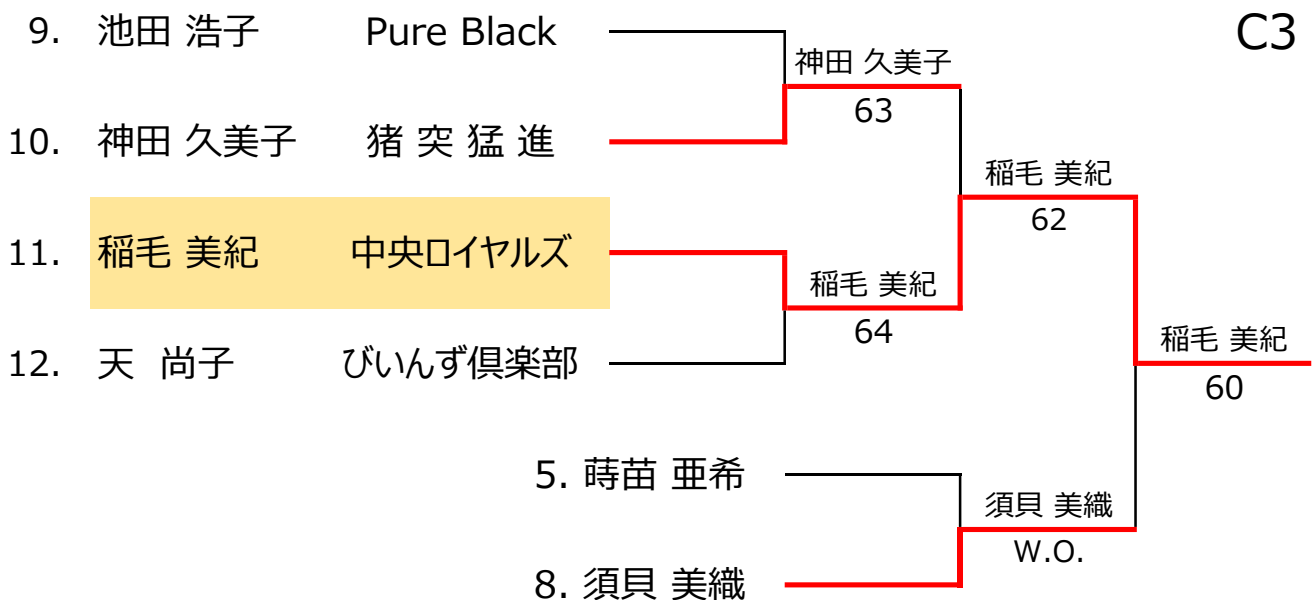 C3
9. 池田 浩子 Pure Black
神田 久美子
63
10. 神田 久美子 猪 突 猛 進
稲毛 美紀
62
11. 稲毛 美紀 中央ロイヤルズ
稲毛 美紀
64
12. 天 尚子 びいんず倶楽部
稲毛 美紀
60
5. 蒔苗 亜希
須貝 美織
W.O.
8. 須貝 美織